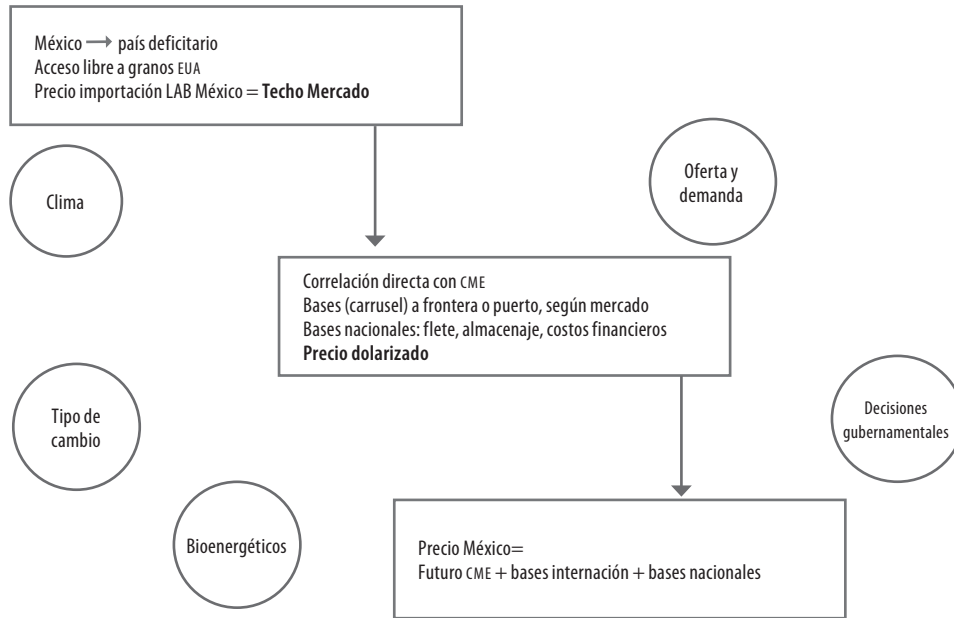 México → país deficitario
Acceso libre a granos EUA
Precio importación LAB México = Techo Mercado
Clima
Oferta y
demanda
Correlación directa con CME
Bases (carrusel) a frontera o puerto, según mercado
Bases nacionales: flete, almacenaje, costos financieros
Precio dolarizado
Tipo de
cambio
Decisiones
gubernamentales
Bioenergéticos
Precio México=
Futuro CME + bases internación + bases nacionales